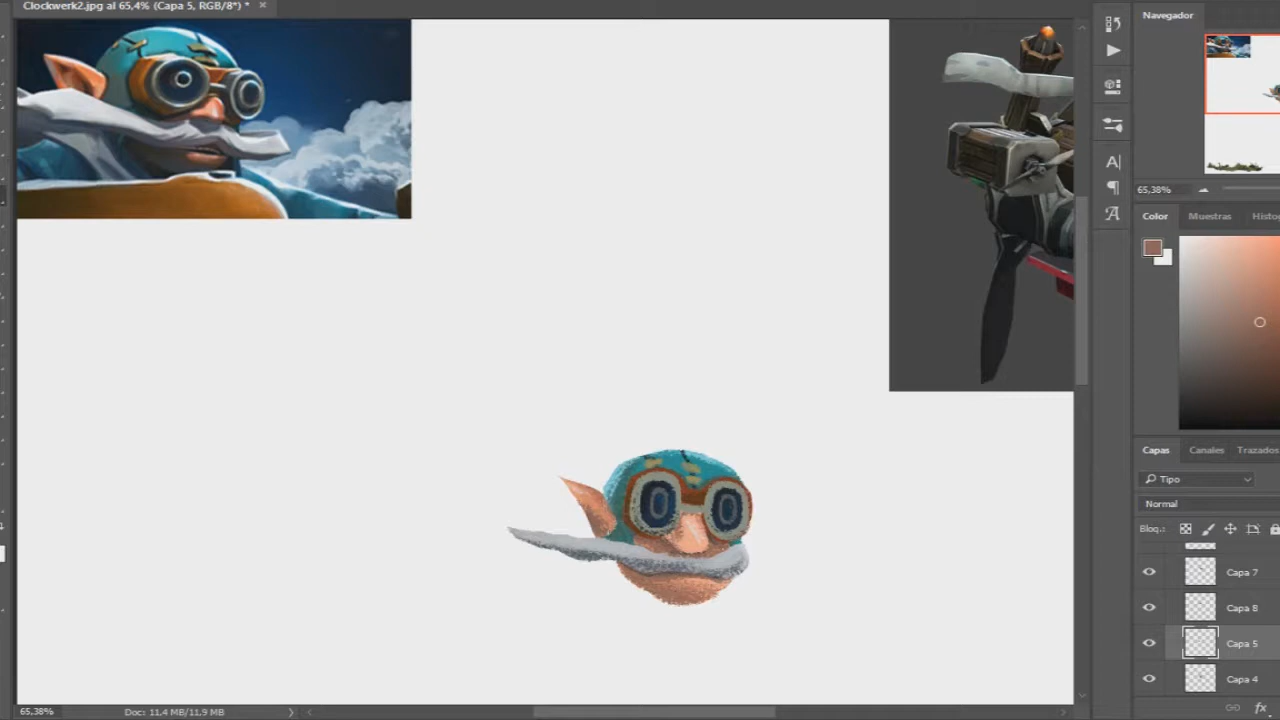 Clockwerk2.jpg al 65,4% (Capa 5, RGB/8*) *
Navegador
65,38%
Color
Muestras
Capas
Canales
Trazados
Tipo
Normal
Bloq.:
Capa 7
Capa 8
Capa 5
Capa 4
fx
65,38%
Doc: 11,4 MB/11,9 MB